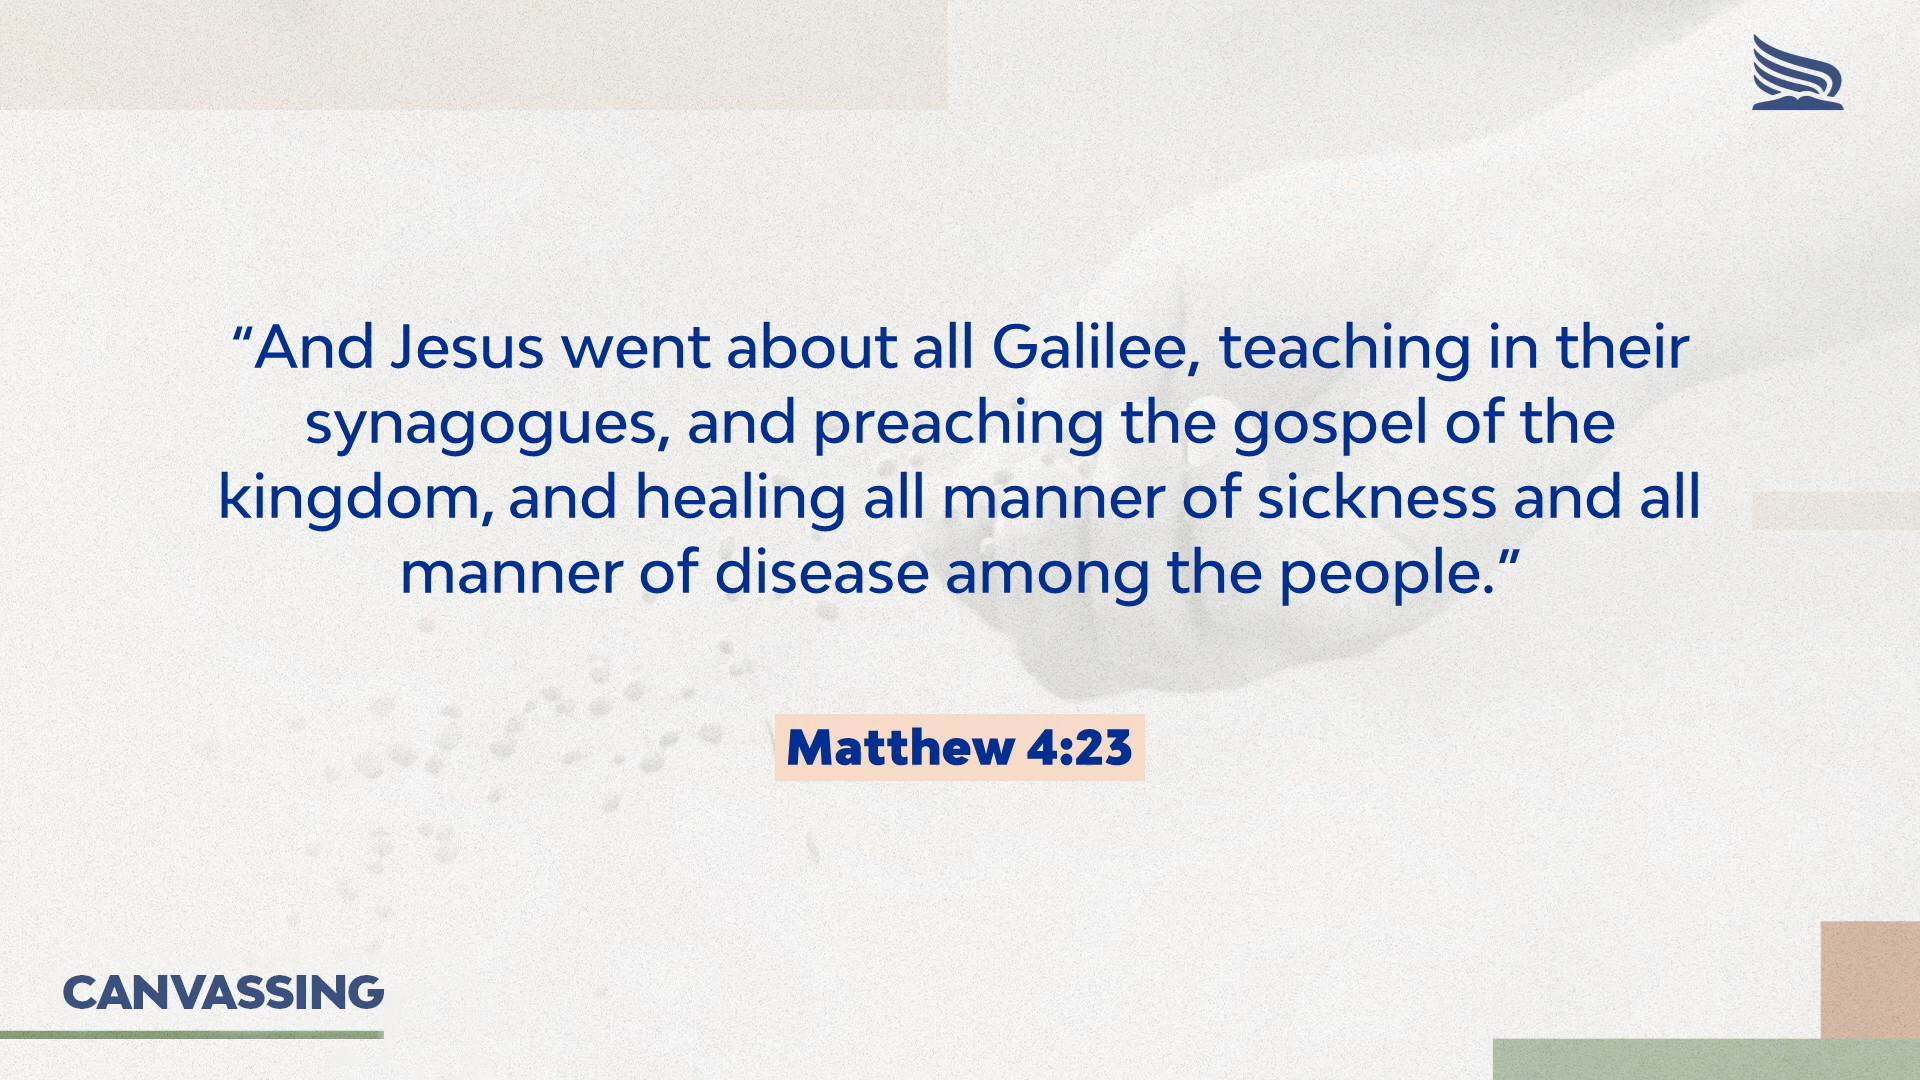 “And Jesus went about all Galilee, teaching in their
synagogues, and preaching the gospel of the
kingdom, and healing all manner of sickness and all
manner of disease among the people.”
Matthew 4:23
CANVASSING